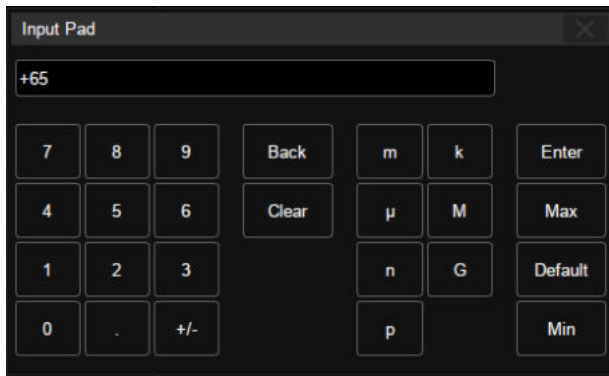 Input Pad
+65
7 8 9 Back m k Enter
4 5 6 Clear µ M Max
1 2 3 n G Default
0 . +/- p Min